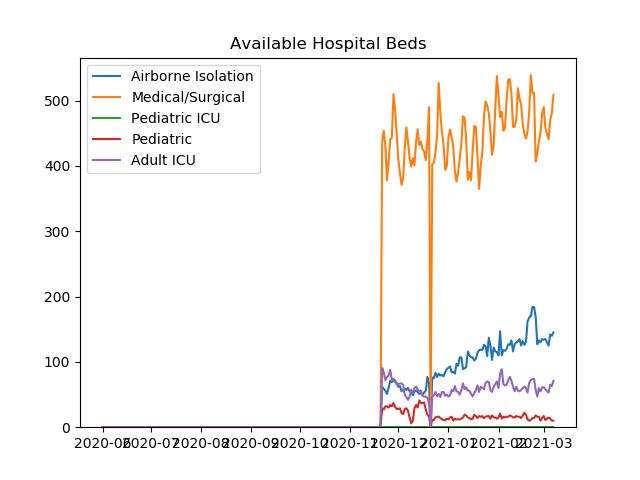 Available Hospital Beds
Airborne Isolation
Medical/Surgical
Pediatric ICU
Pediatric
Adult ICU
500
400
300
200
100
0
2020-06 2020-07 2020-08 2020-09 2020-10 2020-11 2020-12 2021-01 2021-02 2021-03